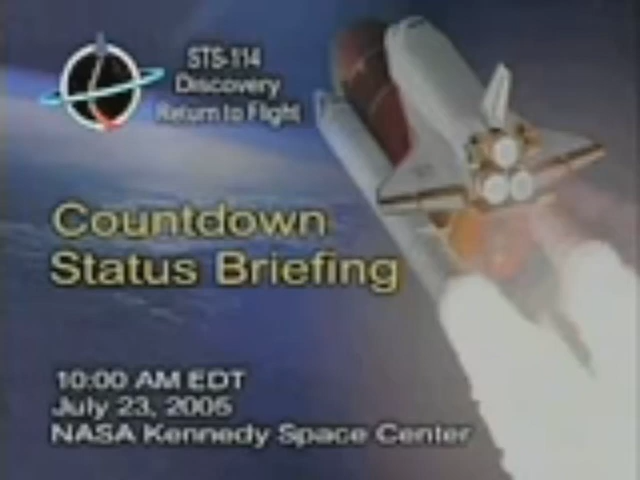 STS-114
Discovery
Return to Flight
Countdown
Status Briefing
10:00 AM EDT
July 23, 2005
NASA Kennedy Space Center